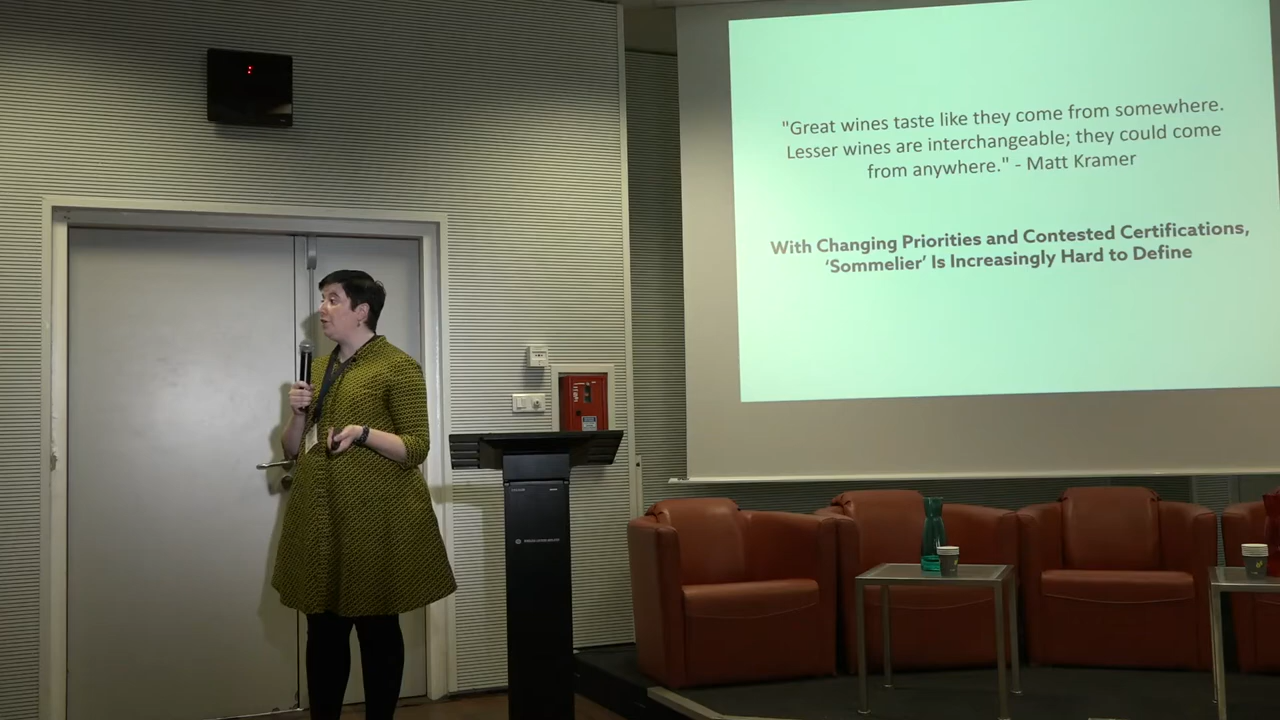 "Great wines taste like they come from somewhere.
Lesser wines are interchangeable; they could come
from anywhere." - Matt Kramer
With Changing Priorities and Contested Certifications,
‘Sommelier’ Is Increasingly Hard to Define